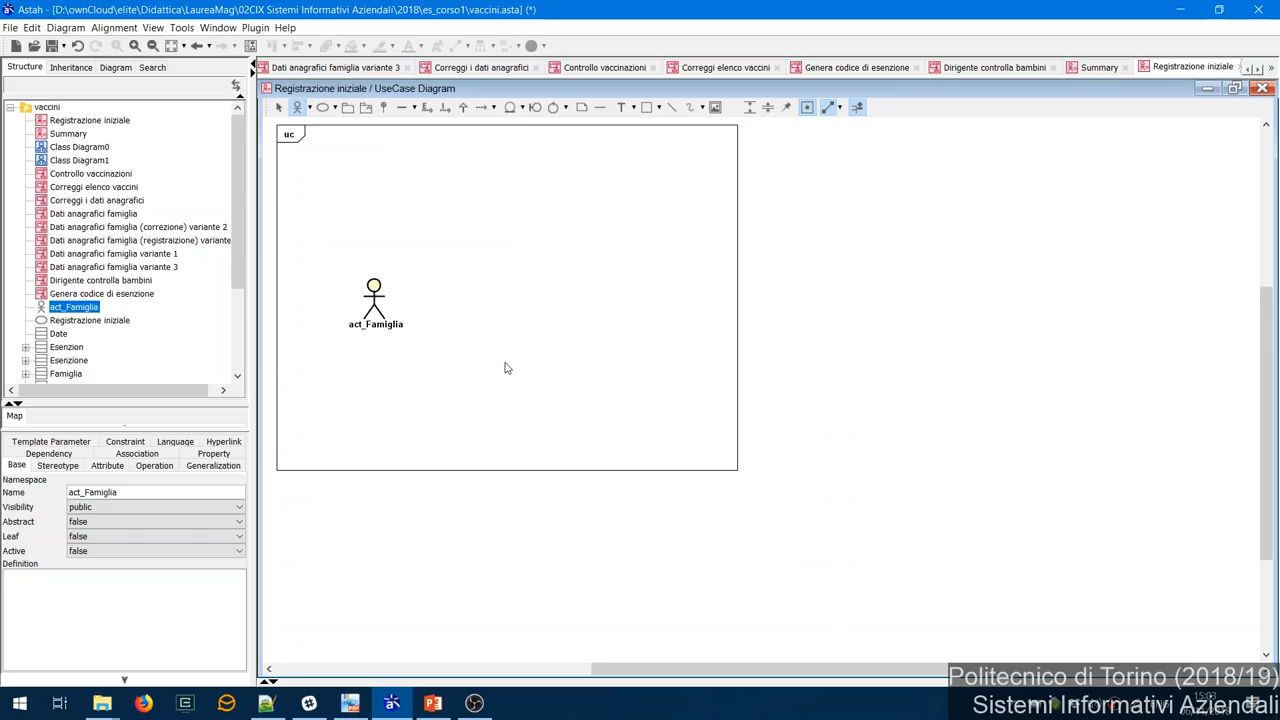 Astah - [D:\ownCloud\elite\Didattica\LaureaMag\02CIX Sistemi Informativi Aziendali\2018\es_corso1\vaccini.asta] (*)
File Edit Diagram Alignment View Tools Window Plugin Help
Structure Inheritance Diagram Search
Dati anagrafici famiglia variante 3 Correggi i dati anagrafici Controllo vaccinazioni Correggi elenco vaccini Genera codice di esenzione Dirigente controlla bambini Summary Registrazione iniziale
Registrazione iniziale / UseCase Diagram
vaccini
Registrazione iniziale
Summary
Class Diagram0
Class Diagram1
Controllo vaccinazioni
Correggi elenco vaccini
Correggi i dati anagrafici
Dati anagrafici famiglia
Dati anagrafici famiglia (correzione) variante 2
Dati anagrafici famiglia (registraizione) variante
Dati anagrafici famiglia variante 1
Dati anagrafici famiglia variante 3
Dirigente controlla bambini
Genera codice di esenzione
act_Famiglia
Registrazione iniziale
Date
Esenzion
Esenzione
Famiglia
uc
act_Famiglia
Map
Template Parameter Constraint Language Hyperlink
Dependency Association Property
Base Stereotype Attribute Operation Generalization
Namespace
Name act_Famiglia
Visibility public
Abstract false
Leaf false
Active false
Definition
Politecnico di Torino (2018/19)
Sistemi Informativi Aziendali
15:03